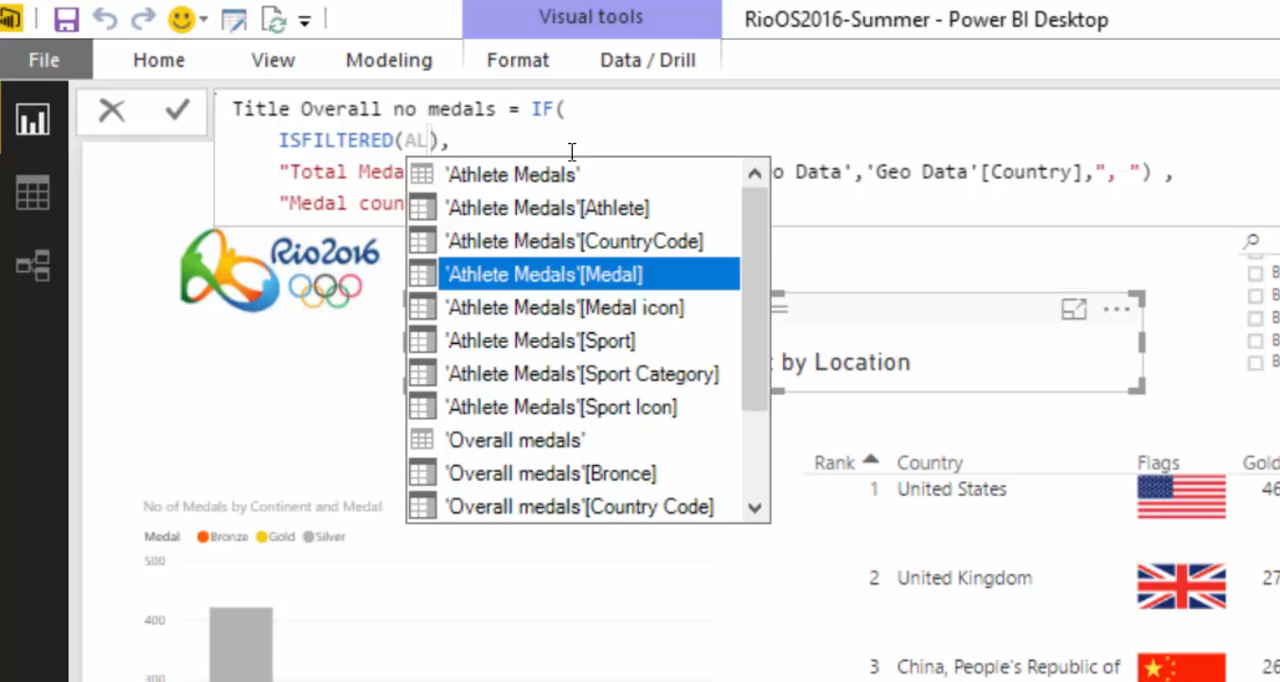 Visual tools
RioOS2016-Summer - Power BI Desktop
File Home View Modeling Format Data / Drill
Title Overall no medals = IF(
ISFILTERED(AL),
"Total Meda o Data','Geo Data'[Country],", ") ,
"Medal coun
'Athlete Medals'
'Athlete Medals'[Athlete]
'Athlete Medals'[CountryCode]
'Athlete Medals'[Medal]
'Athlete Medals'[Medal icon]
'Athlete Medals'[Sport]
'Athlete Medals'[Sport Category]
'Athlete Medals'[Sport Icon]
'Overall medals'
'Overall medals'[Bronce]
'Overall medals'[Country Code]
Rio2016
by Location
B
B
B
B
B
Rank Country Flags Gold
1 United States 46
2 United Kingdom 27
3 China, People's Republic of 26
No of Medals by Continent and Medal
Medal Bronze Gold Silver
500
400
300